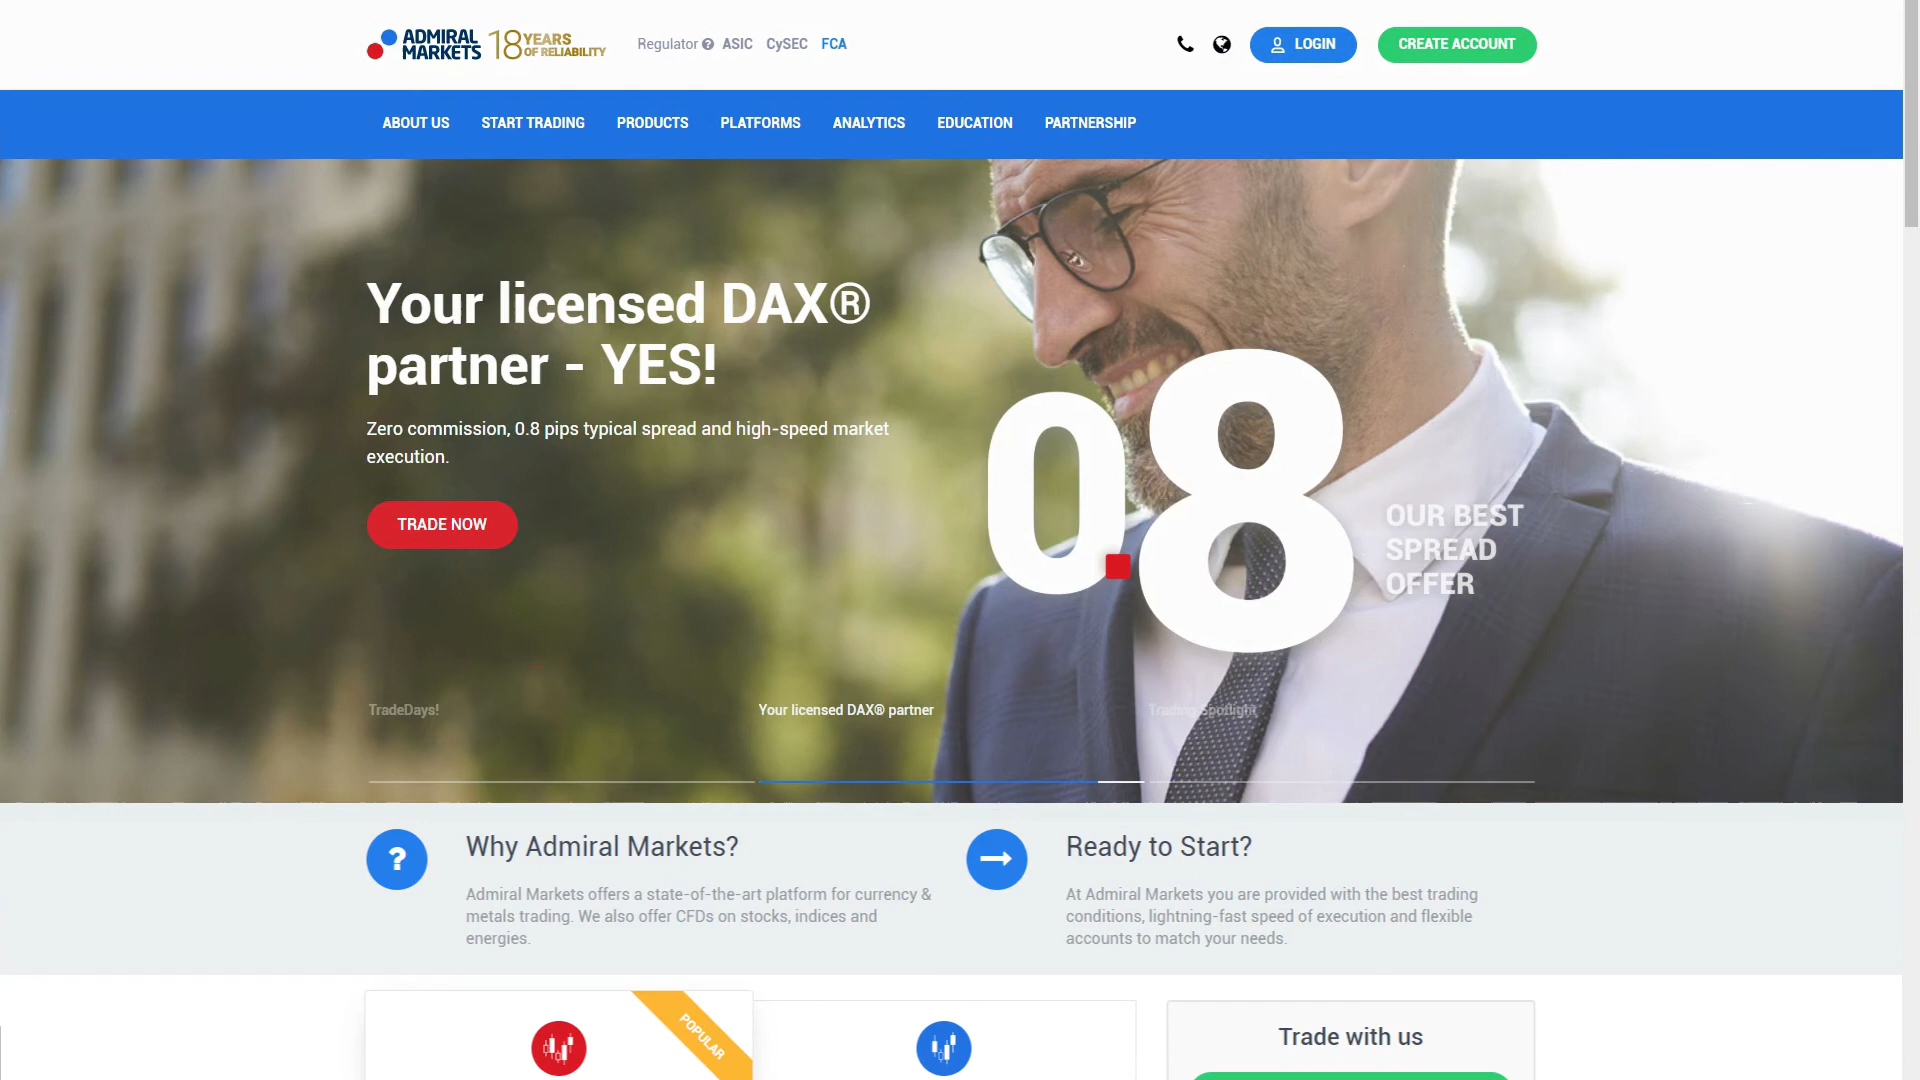 ADMIRAL
MARKETS
18 YEARS
OF RELIABILITY
Regulator ? ASIC CySEC FCA
LOGIN
CREATE ACCOUNT
ABOUT US START TRADING PRODUCTS PLATFORMS ANALYTICS EDUCATION PARTNERSHIP
Your licensed DAX®
partner - YES!
Zero commission, 0.8 pips typical spread and high-speed market
execution.
TRADE NOW
0.8
OUR BEST
SPREAD
OFFER
TradeDays! Your licensed DAX® partner Trading Spotlight
? Why Admiral Markets?
Admiral Markets offers a state-of-the-art platform for currency &
metals trading. We also offer CFDs on stocks, indices and
energies.
Ready to Start?
At Admiral Markets you are provided with the best trading
conditions, lightning-fast speed of execution and flexible
accounts to match your needs.
POPULAR
Trade with us